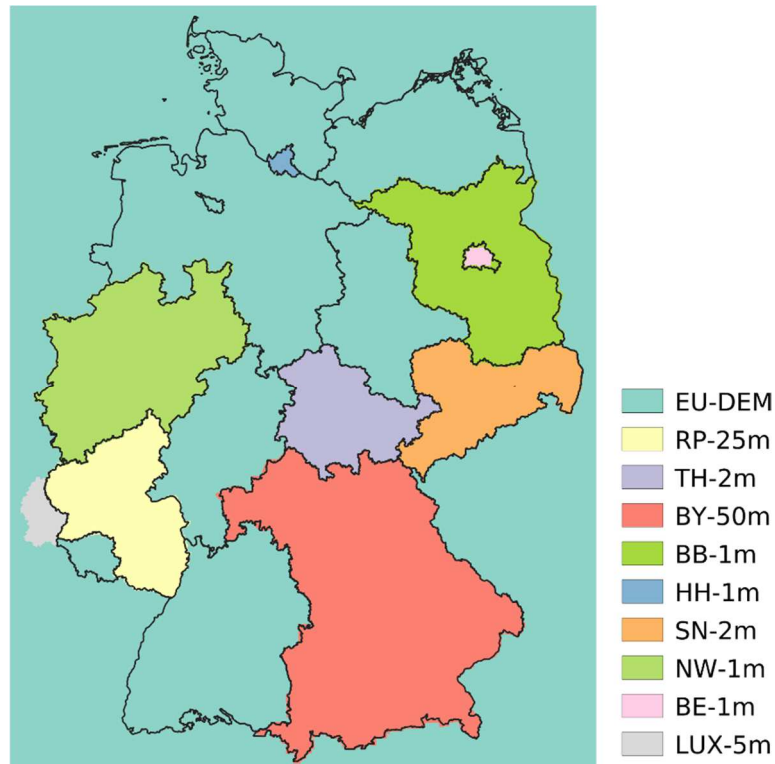 EU-DEM
RP-25m
TH-2m
BY-50m
BB-1m
HH-1m
SN-2m
NW-1m
BE-1m
LUX-5m